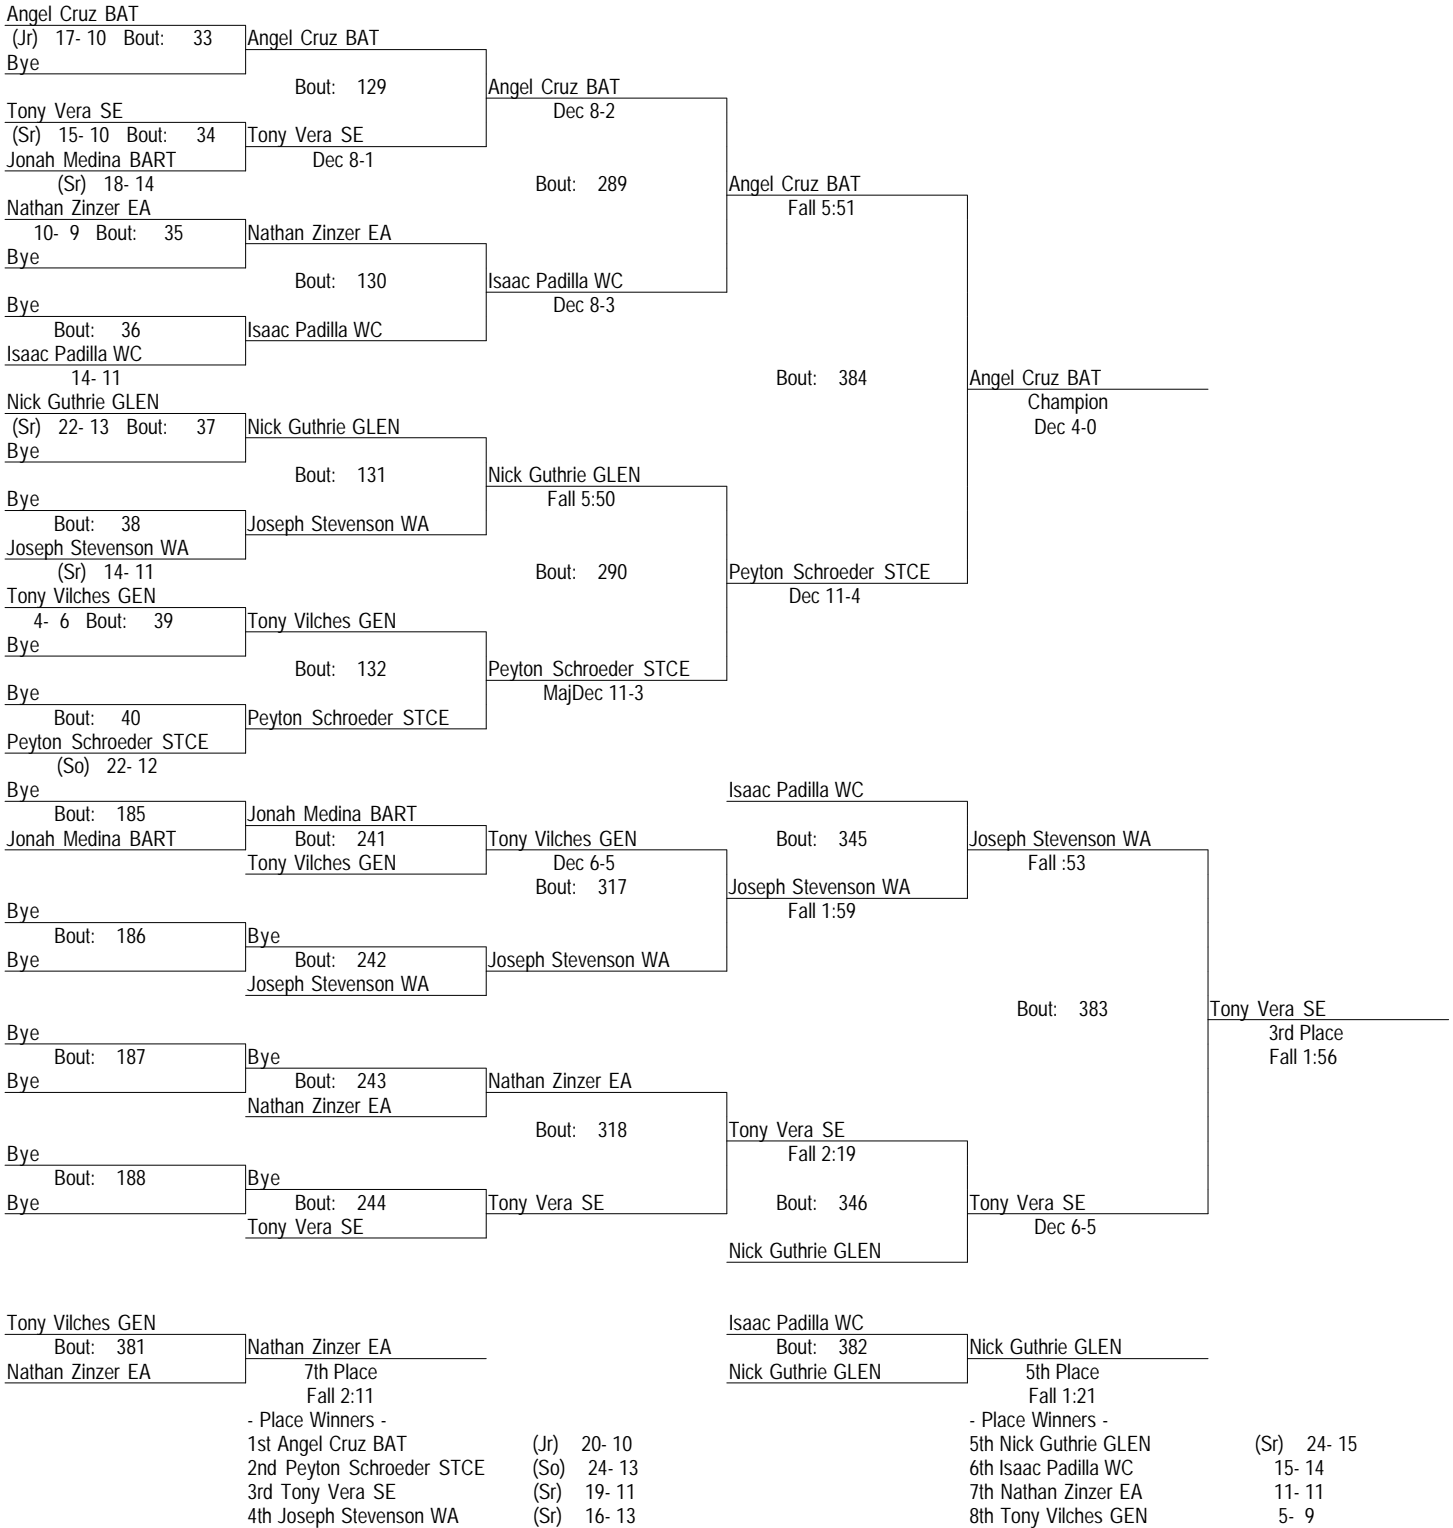 Angel Cruz BAT
(Jr) 17- 10 Bout: 33 Angel Cruz BAT
Bye
Bout: 129 Angel Cruz BAT
Tony Vera SE Dec 8-2
(Sr) 15- 10 Bout: 34 Tony Vera SE
Jonah Medina BART Dec 8-1
(Sr) 18- 14 Bout: 289 Angel Cruz BAT
Nathan Zinzer EA Fall 5:51
10- 9 Bout: 35 Nathan Zinzer EA
Bye
Bout: 130 Isaac Padilla WC
Bye Dec 8-3
Bout: 36 Isaac Padilla WC
Isaac Padilla WC
14- 11 Bout: 384 Angel Cruz BAT
Nick Guthrie GLEN Champion
(Sr) 22- 13 Bout: 37 Nick Guthrie GLEN Dec 4-0
Bye
Bout: 131 Nick Guthrie GLEN
Bye Fall 5:50
Bout: 38 Joseph Stevenson WA
Joseph Stevenson WA
(Sr) 14- 11 Bout: 290 Peyton Schroeder STCE
Tony Vilches GEN Dec 11-4
4- 6 Bout: 39 Tony Vilches GEN
Bye
Bout: 132 Peyton Schroeder STCE
Bye MajDec 11-3
Bout: 40 Peyton Schroeder STCE
Peyton Schroeder STCE
(So) 22- 12
Bye Isaac Padilla WC
Bout: 185 Jonah Medina BART
Jonah Medina BART Bout: 241 Tony Vilches GEN Bout: 345 Joseph Stevenson WA
Tony Vilches GEN Dec 6-5 Fall :53
Bout: 317 Joseph Stevenson WA
Bye Fall 1:59
Bout: 186 Bye
Bye Bout: 242 Joseph Stevenson WA
Joseph Stevenson WA
Bout: 383 Tony Vera SE
Bye 3rd Place
Bout: 187 Bye Fall 1:56
Bye Bout: 243 Nathan Zinzer EA
Nathan Zinzer EA
Bout: 318 Tony Vera SE
Bye Fall 2:19
Bout: 188 Bye
Bye Bout: 244 Tony Vera SE Bout: 346 Tony Vera SE
Tony Vera SE Dec 6-5
Nick Guthrie GLEN
Tony Vilches GEN Isaac Padilla WC
Bout: 381 Nathan Zinzer EA Bout: 382 Nick Guthrie GLEN
Nathan Zinzer EA 7th Place Nick Guthrie GLEN 5th Place
Fall 2:11 Fall 1:21
- Place Winners - - Place Winners -
1st Angel Cruz BAT (Jr) 20- 10 5th Nick Guthrie GLEN (Sr) 24- 15
2nd Peyton Schroeder STCE (So) 24- 13 6th Isaac Padilla WC 15- 14
3rd Tony Vera SE (Sr) 19- 11 7th Nathan Zinzer EA 11- 11
4th Joseph Stevenson WA (Sr) 16- 13 8th Tony Vilches GEN 5- 9